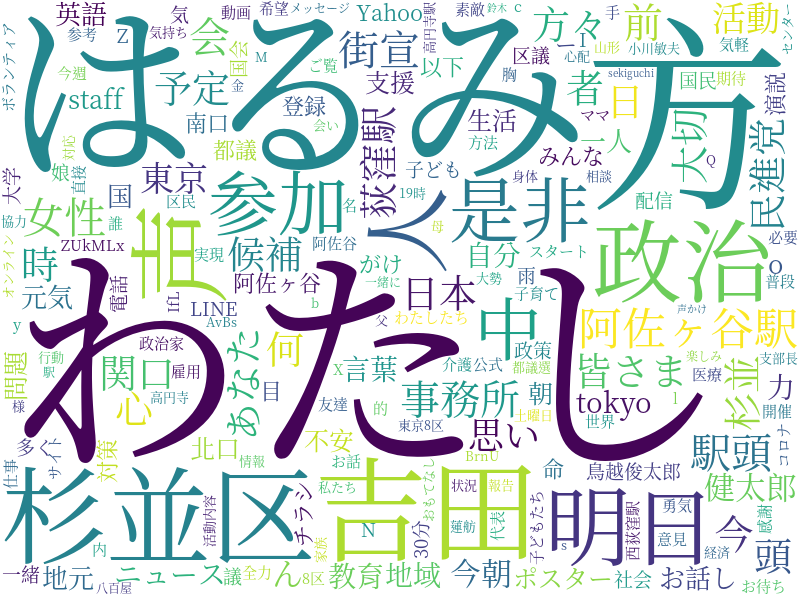 英語
参考
Z
気
気持ち
動画
希望
メッセージ
Yahoo
高円寺駅
素敵
c
鈴木
方々
I
前
手
山形
小川敏夫
活動
気軽
センター
ボランティア
今週
M
国会
会
金
ご覧
街宣
以下
区議
ー
心配
者
sekiguchi
国民
期待
日
演説
はるみ
方
staff
予定
会い
支援
胸
ママ
一人
大切
民進党
対応
登録
南口
都議
生活
方法
みんな
Q
大学
娘
直接
国
東京
参加
荻窪駅
子ども
19時
身体
相談
配信
協力
女性
区民
誰
声
名
人
是非
政治
オンライン
ZUkMLx
実現
候補
阿佐谷
母
自分
スタート
必要
時
電話
阿佐ヶ谷
がけ
日本
雨
大勢
O
普段
元気
IfL
LINE
b
一緒に
子育て
中
阿佐ヶ谷駅
y
AvBs
わたしたち
声かけ
わたし
政治家
父
楽しみ
支部長
問題
行動
駅
関口
雇用
あなた
何
x
言葉
介護
公式
政策
朝
皆さま
医療
l
杉並
力
様
高円寺
心
目
友達
的
都議選
事務所
tokyo
世界
開催
コロナ
多く
サイト
対策
北口
不安
東京8区
土曜日
思い
駅頭
仕事
情報
お話
BrnU
命
鳥越俊太郎
健太郎
杉並区
活動内容
チラシ
私たち
状況
おもてなし
報告
吉田
子どもたち
明日
西荻窪駅
勇気
今
感謝
頭
内
N
30分
蓮舫
代表
s
意見
経済
一緒
地元
ニュース
議
全力
ん
家族
8区
教育
地域
今朝
ポスター
社会
お話し
お待ち
八百屋